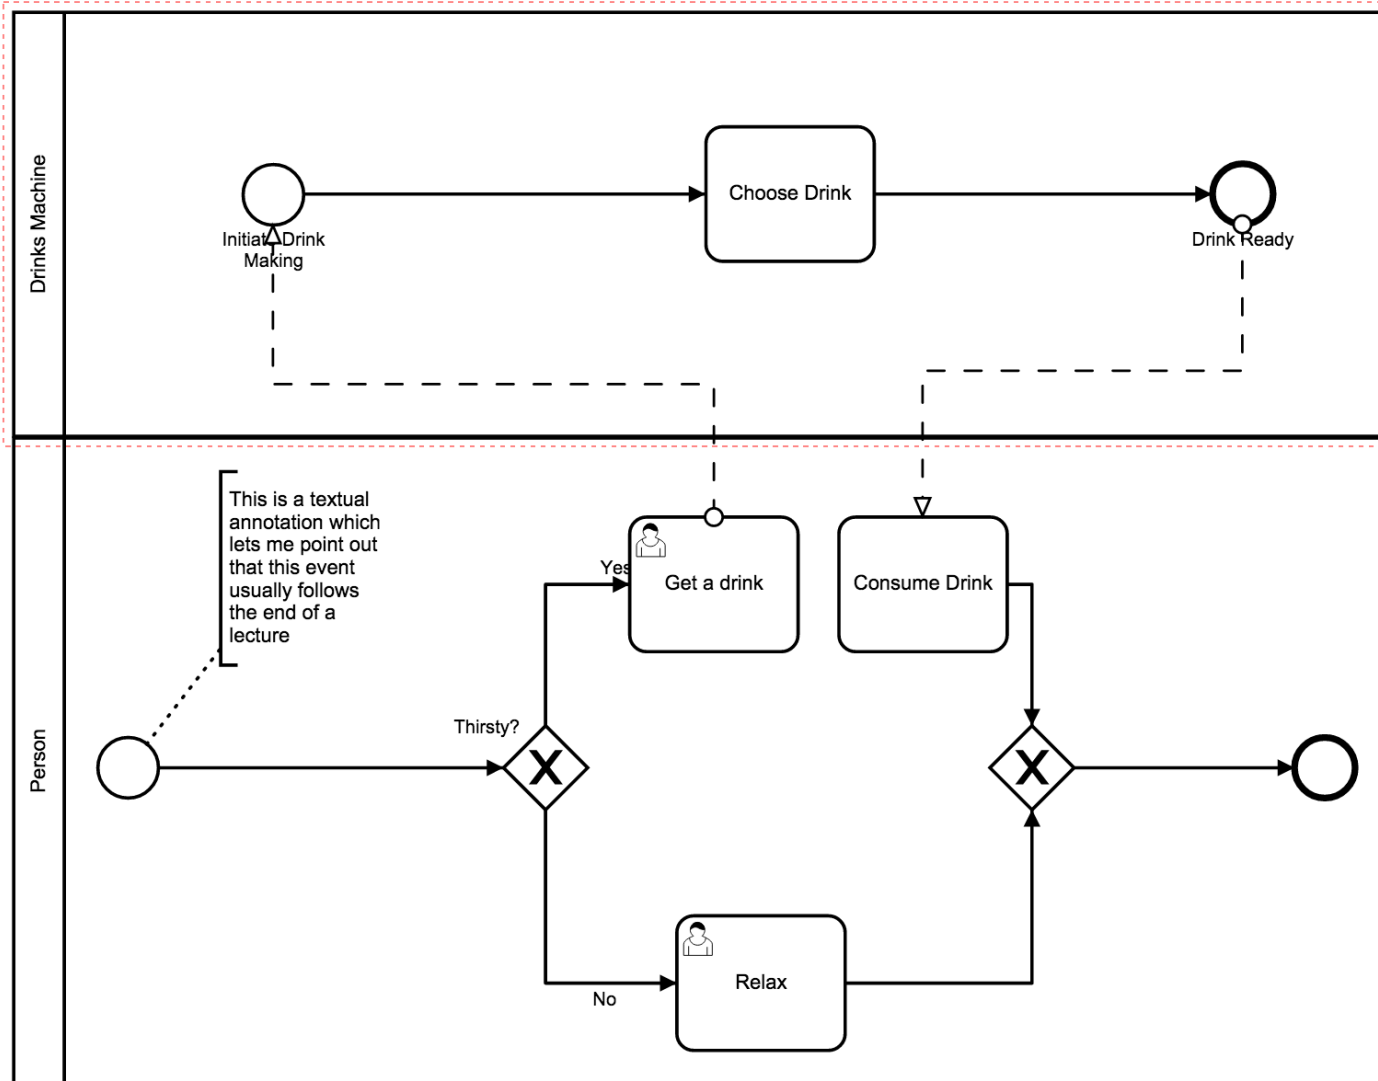 Drinks Machine
Choose Drink
Initiate Drink
Making
Drink Ready
This is a textual
annotation which
lets me point out
that this event
usually follows
the end of a
lecture
Yes
Get a drink
Consume Drink
Thirsty?
X
X
Person
No
Relax